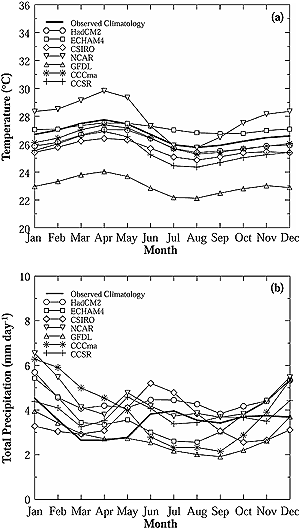 (a)
36
34
32
30
28
26
24
22
20
Temperature (°C)
Observed Climatology
HadCM2
ECHAM4
CSIRO
NCAR
GFDL
CCCma
CCSR
Jan Feb Mar Apr May Jun Jul Aug Sep Oct Nov Dec
Month
(b)
10
8
6
4
2
0
Total Precipitation (mm day⁻¹)
Observed Climatology
HadCM2
ECHAM4
CSIRO
NCAR
GFDL
CCCma
CCSR
Jan Feb Mar Apr May Jun Jul Aug Sep Oct Nov Dec
Month